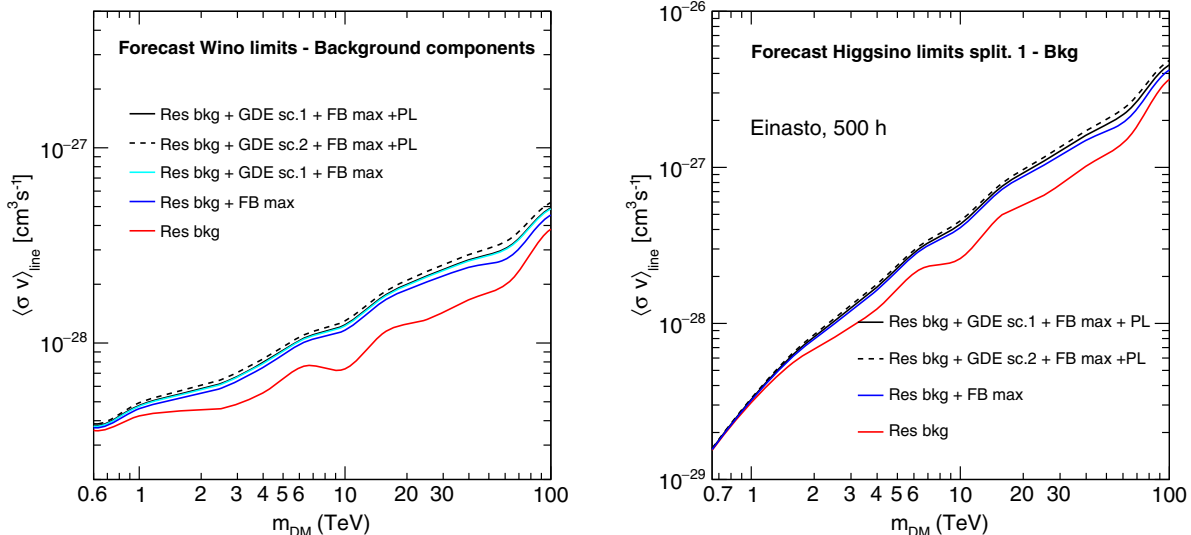 Forecast Wino limits - Background components
Res bkg + GDE sc.1 + FB max +PL
Res bkg + GDE sc.2 + FB max +PL
Res bkg + GDE sc.1 + FB max
Res bkg + FB max
Res bkg
10⁻²⁷
10⁻²⁸
⟨σ v⟩line [cm³s⁻¹]
0.6 1 2 3 4 5 6 10 20 30 100
m_DM (TeV)
Forecast Higgsino limits split. 1 - Bkg
Einasto, 500 h
Res bkg + GDE sc.1 + FB max + PL
Res bkg + GDE sc.2 + FB max +PL
Res bkg + FB max
Res bkg
10⁻²⁶
10⁻²⁷
10⁻²⁸
10⁻²⁹
⟨σ v⟩line [cm³s⁻¹]
0.7 1 2 3 4 5 6 10 20 30 100
m_DM (TeV)